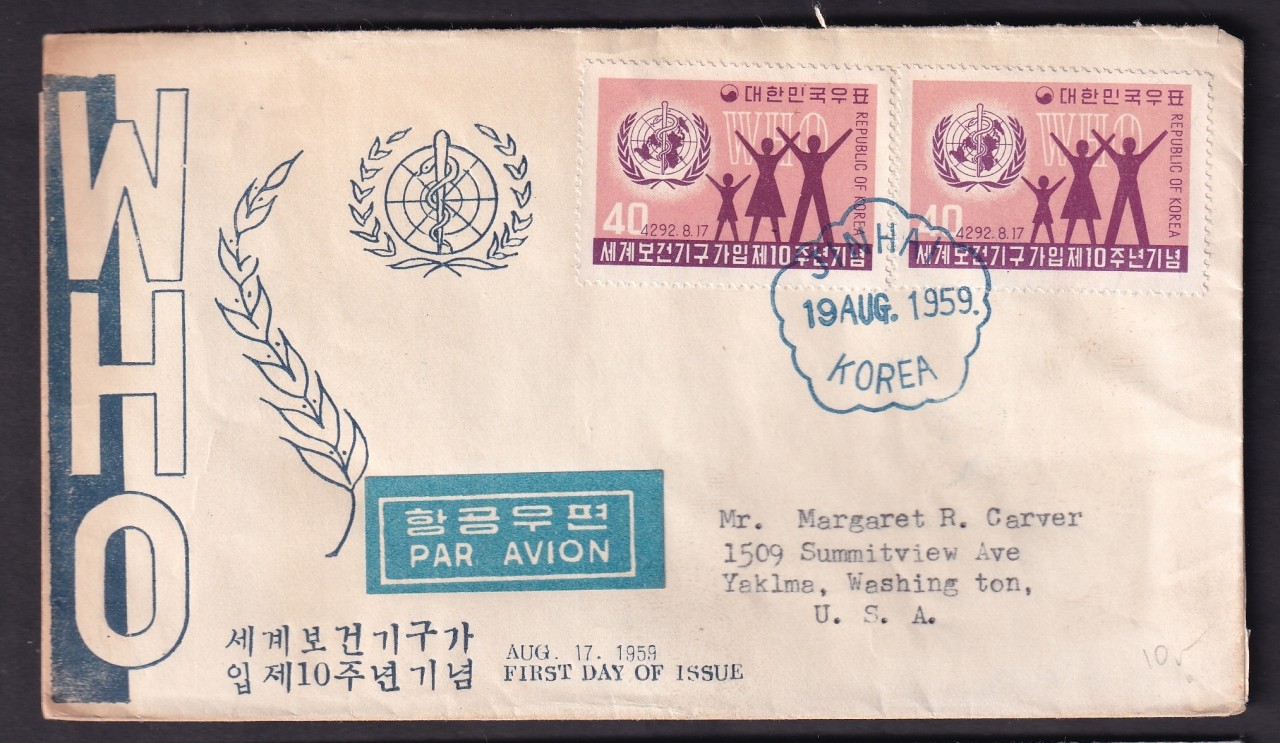 WHO
대한민국우표
REPUBLIC OF KOREA
WHO
40
4292.8.17
세계보건기구가입제10주년기념
대한민국우표
REPUBLIC OF KOREA
WHO
40
4292.8.17
세계보건기구가입제10주년기념
19 AUG. 1959.
KOREA
항공우편
PAR AVION
Mr. Margaret R. Carver
1509 Summitview Ave
Yaklma, Washing ton,
U. S. A.
세계보건기구가
입제10주년기념
AUG. 17. 1959
FIRST DAY OF ISSUE